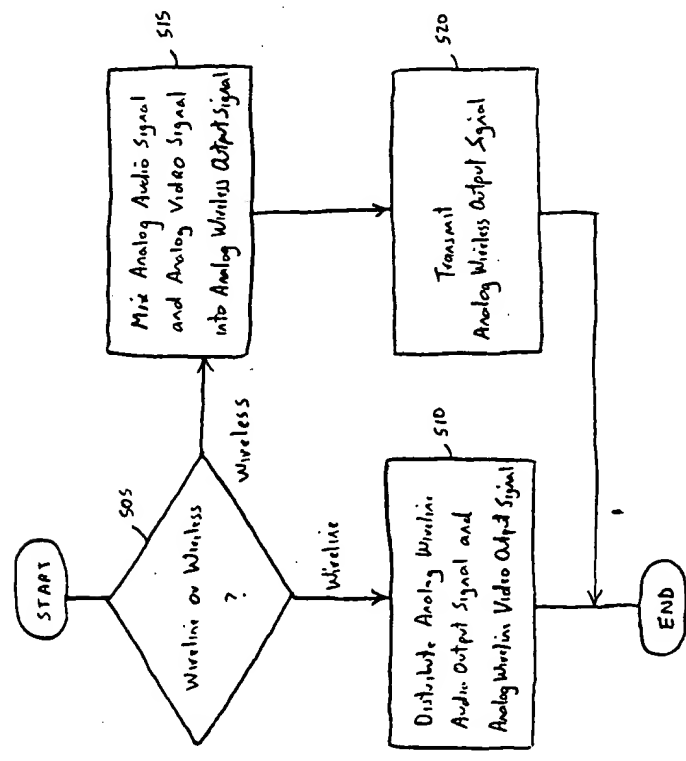 START
505
Wireline or Wireless
?
Wireless
Wireline
515
Mix Analog Audio Signal
and Analog Video Signal
into Analog Wireless Output Signal
510
Distribute Analog Wireline
Audio Output Signal and
Analog Wireline Video Output Signal
520
Transmit
Analog Wireless Output Signal
END